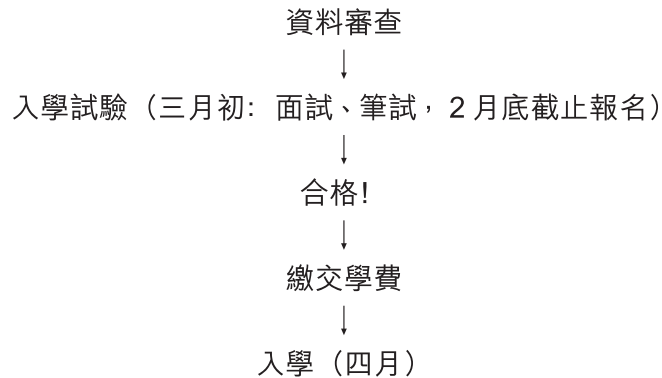 資料審查
入學試驗（三月初：面試、筆試，2月底截止報名）
合格!
繳交學費
入學（四月）